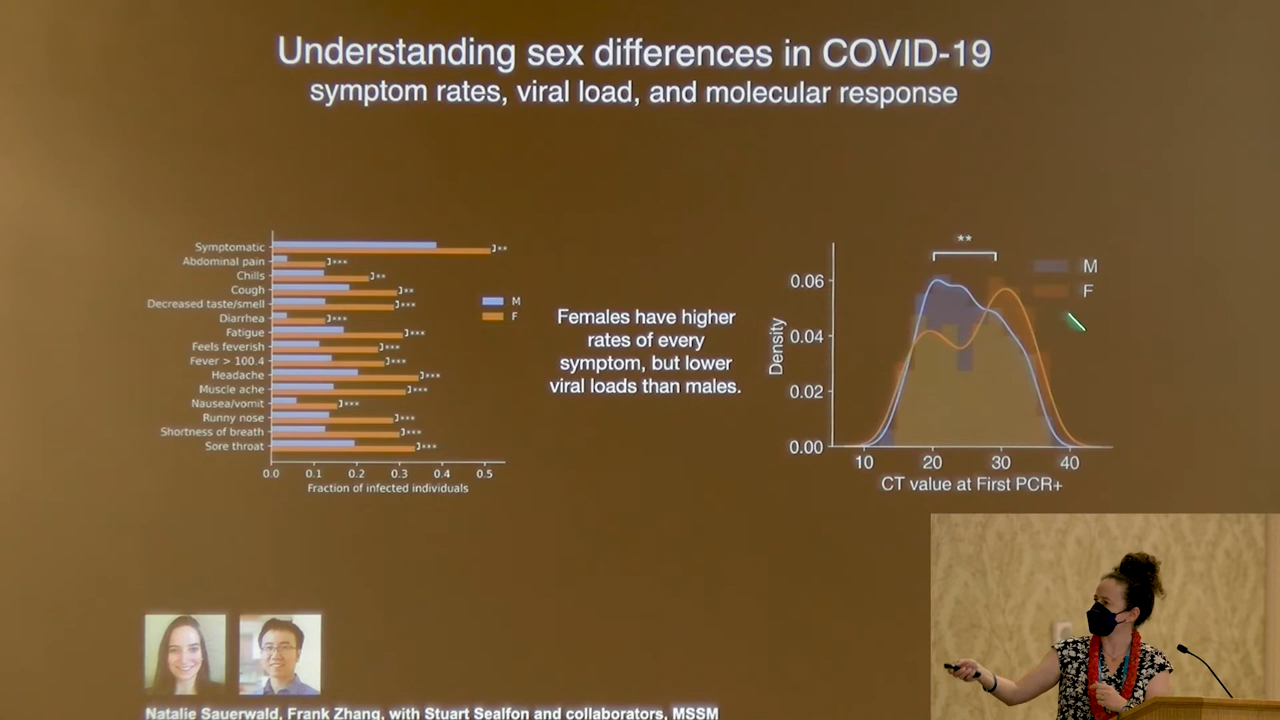 Understanding sex differences in COVID-19
symptom rates, viral load, and molecular response
Symptomatic
Abdominal pain
Chills
Cough
Decreased taste/smell
Diarrhea
Fatigue
Feels feverish
Fever > 100.4
Headache
Muscle ache
Nausea/vomit
Runny nose
Shortness of breath
Sore throat
**
***
**
**
***
***
***
***
***
***
***
***
***
***
***
M
F
0.0 0.1 0.2 0.3 0.4 0.5
Fraction of infected individuals
Females have higher
rates of every
symptom, but lower
viral loads than males.
**
M
F
Density
0.06
0.04
0.02
0.00
10 20 30 40
CT value at First PCR+
Natalie Sauerwald, Frank Zhang, with Stuart Sealfon and collaborators, MSSM